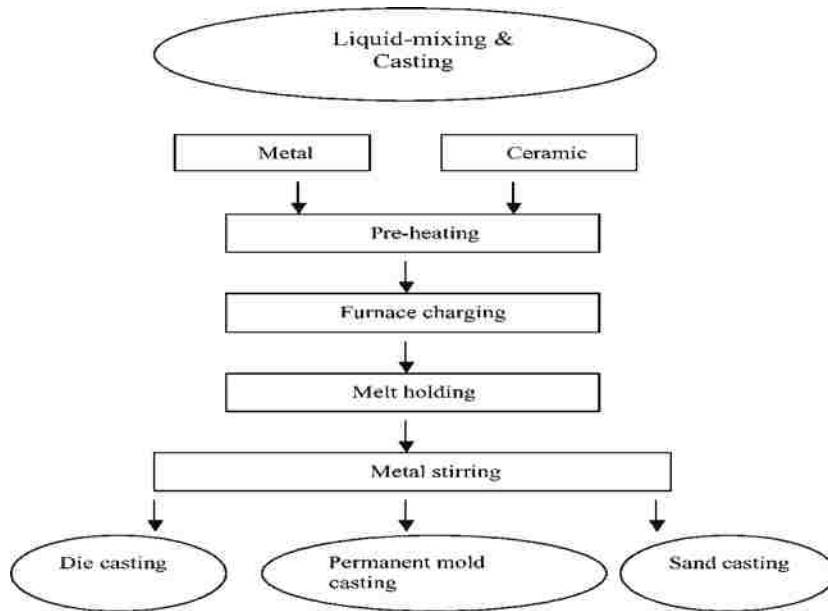 Liquid-mixing &
Casting
Metal
Ceramic
Pre-heating
Furnace charging
Melt holding
Metal stirring
Die casting
Permanent mold
casting
Sand casting